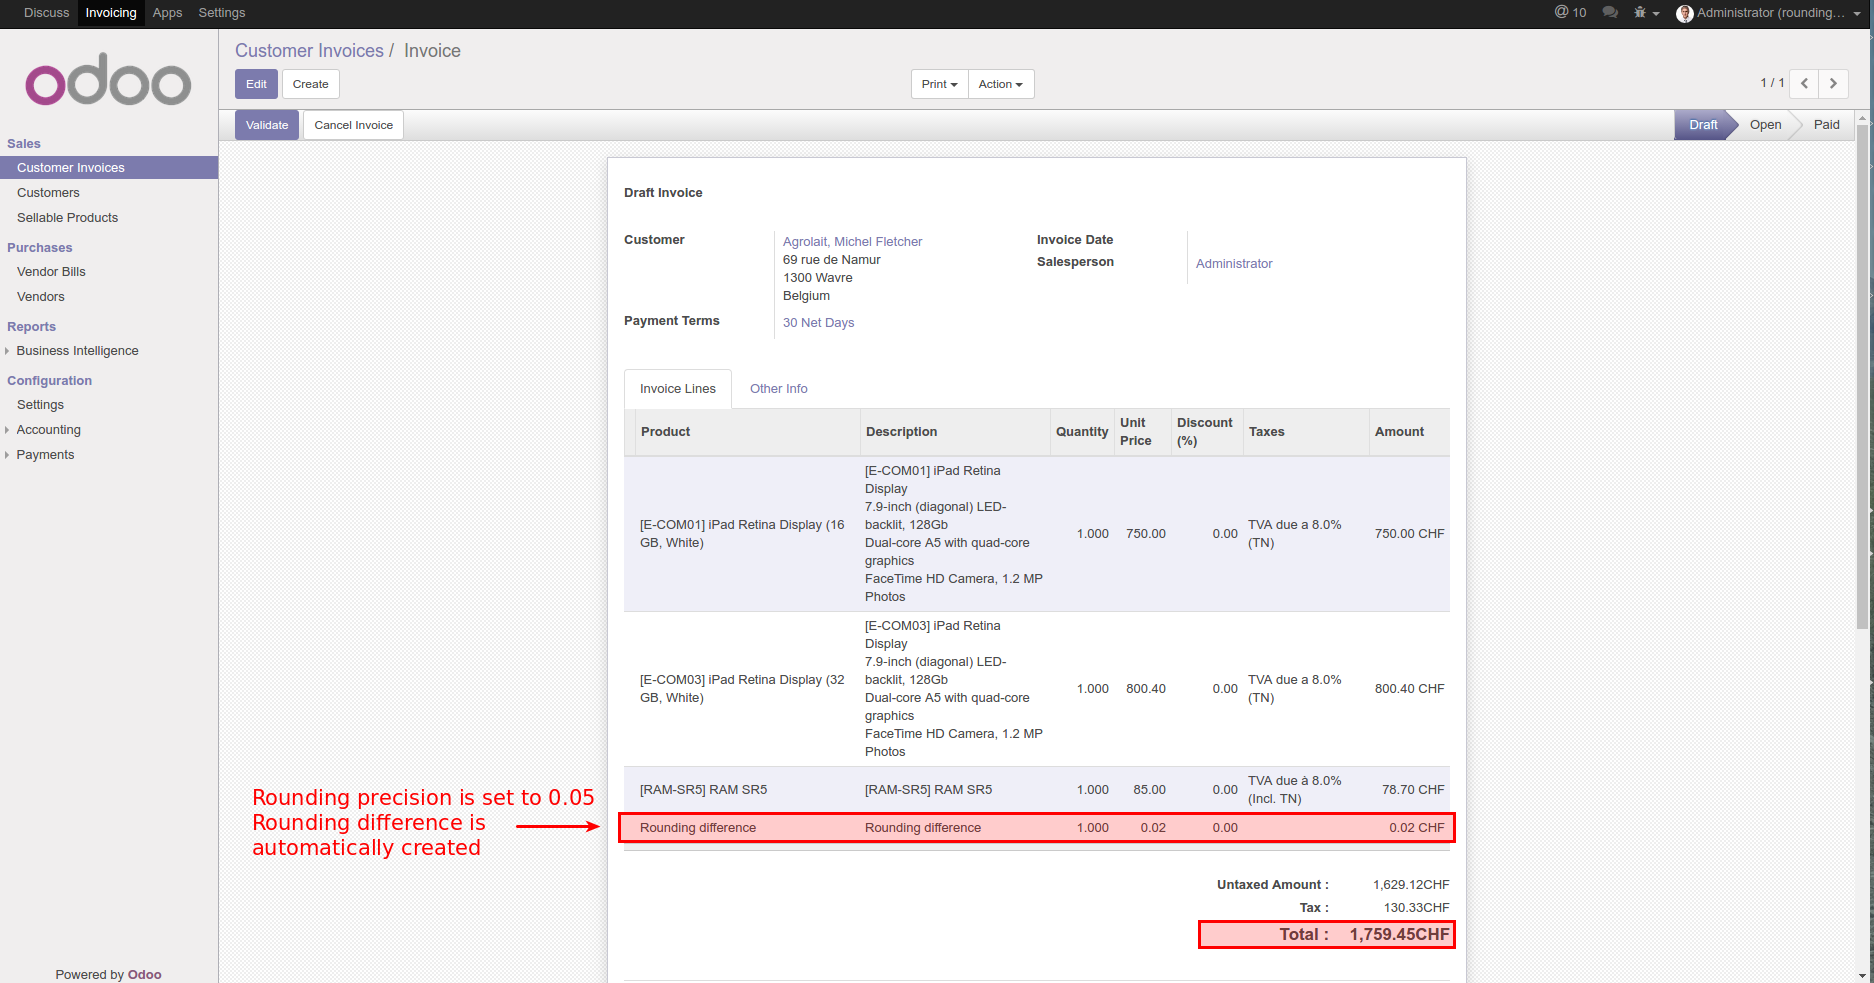 Discuss Invoicing Apps Settings
@ 10
Administrator (rounding...
odoo
Customer Invoices / Invoice
Edit Create
Print Action
1 / 1
Validate Cancel Invoice
Draft Open Paid
Sales
Customer Invoices
Customers
Sellable Products
Purchases
Vendor Bills
Vendors
Reports
Business Intelligence
Configuration
Settings
Accounting
Payments
Powered by Odoo
Draft Invoice
Customer
Agrolait, Michel Fletcher
69 rue de Namur
1300 Wavre
Belgium
Payment Terms
30 Net Days
Invoice Date
Salesperson
Administrator
Invoice Lines Other Info
Product Description Quantity Unit Price Discount (%) Taxes Amount
[E-COM01] iPad Retina Display (16
GB, White)
[E-COM01] iPad Retina
Display
7.9-inch (diagonal) LED-
backlit, 128Gb
Dual-core A5 with quad-core
graphics
FaceTime HD Camera, 1.2 MP
Photos
1.000 750.00 0.00
TVA due a 8.0%
(TN)
750.00 CHF
[E-COM03] iPad Retina Display (32
GB, White)
[E-COM03] iPad Retina
Display
7.9-inch (diagonal) LED-
backlit, 128Gb
Dual-core A5 with quad-core
graphics
FaceTime HD Camera, 1.2 MP
Photos
1.000 800.40 0.00
TVA due a 8.0%
(TN)
800.40 CHF
[RAM-SR5] RAM SR5 [RAM-SR5] RAM SR5 1.000 85.00 0.00
TVA due à 8.0%
(Incl. TN)
78.70 CHF
Rounding precision is set to 0.05
Rounding difference is
automatically created
Rounding difference Rounding difference 1.000 0.02 0.00 0.02 CHF
Untaxed Amount : 1,629.12CHF
Tax : 130.33CHF
Total : 1,759.45CHF